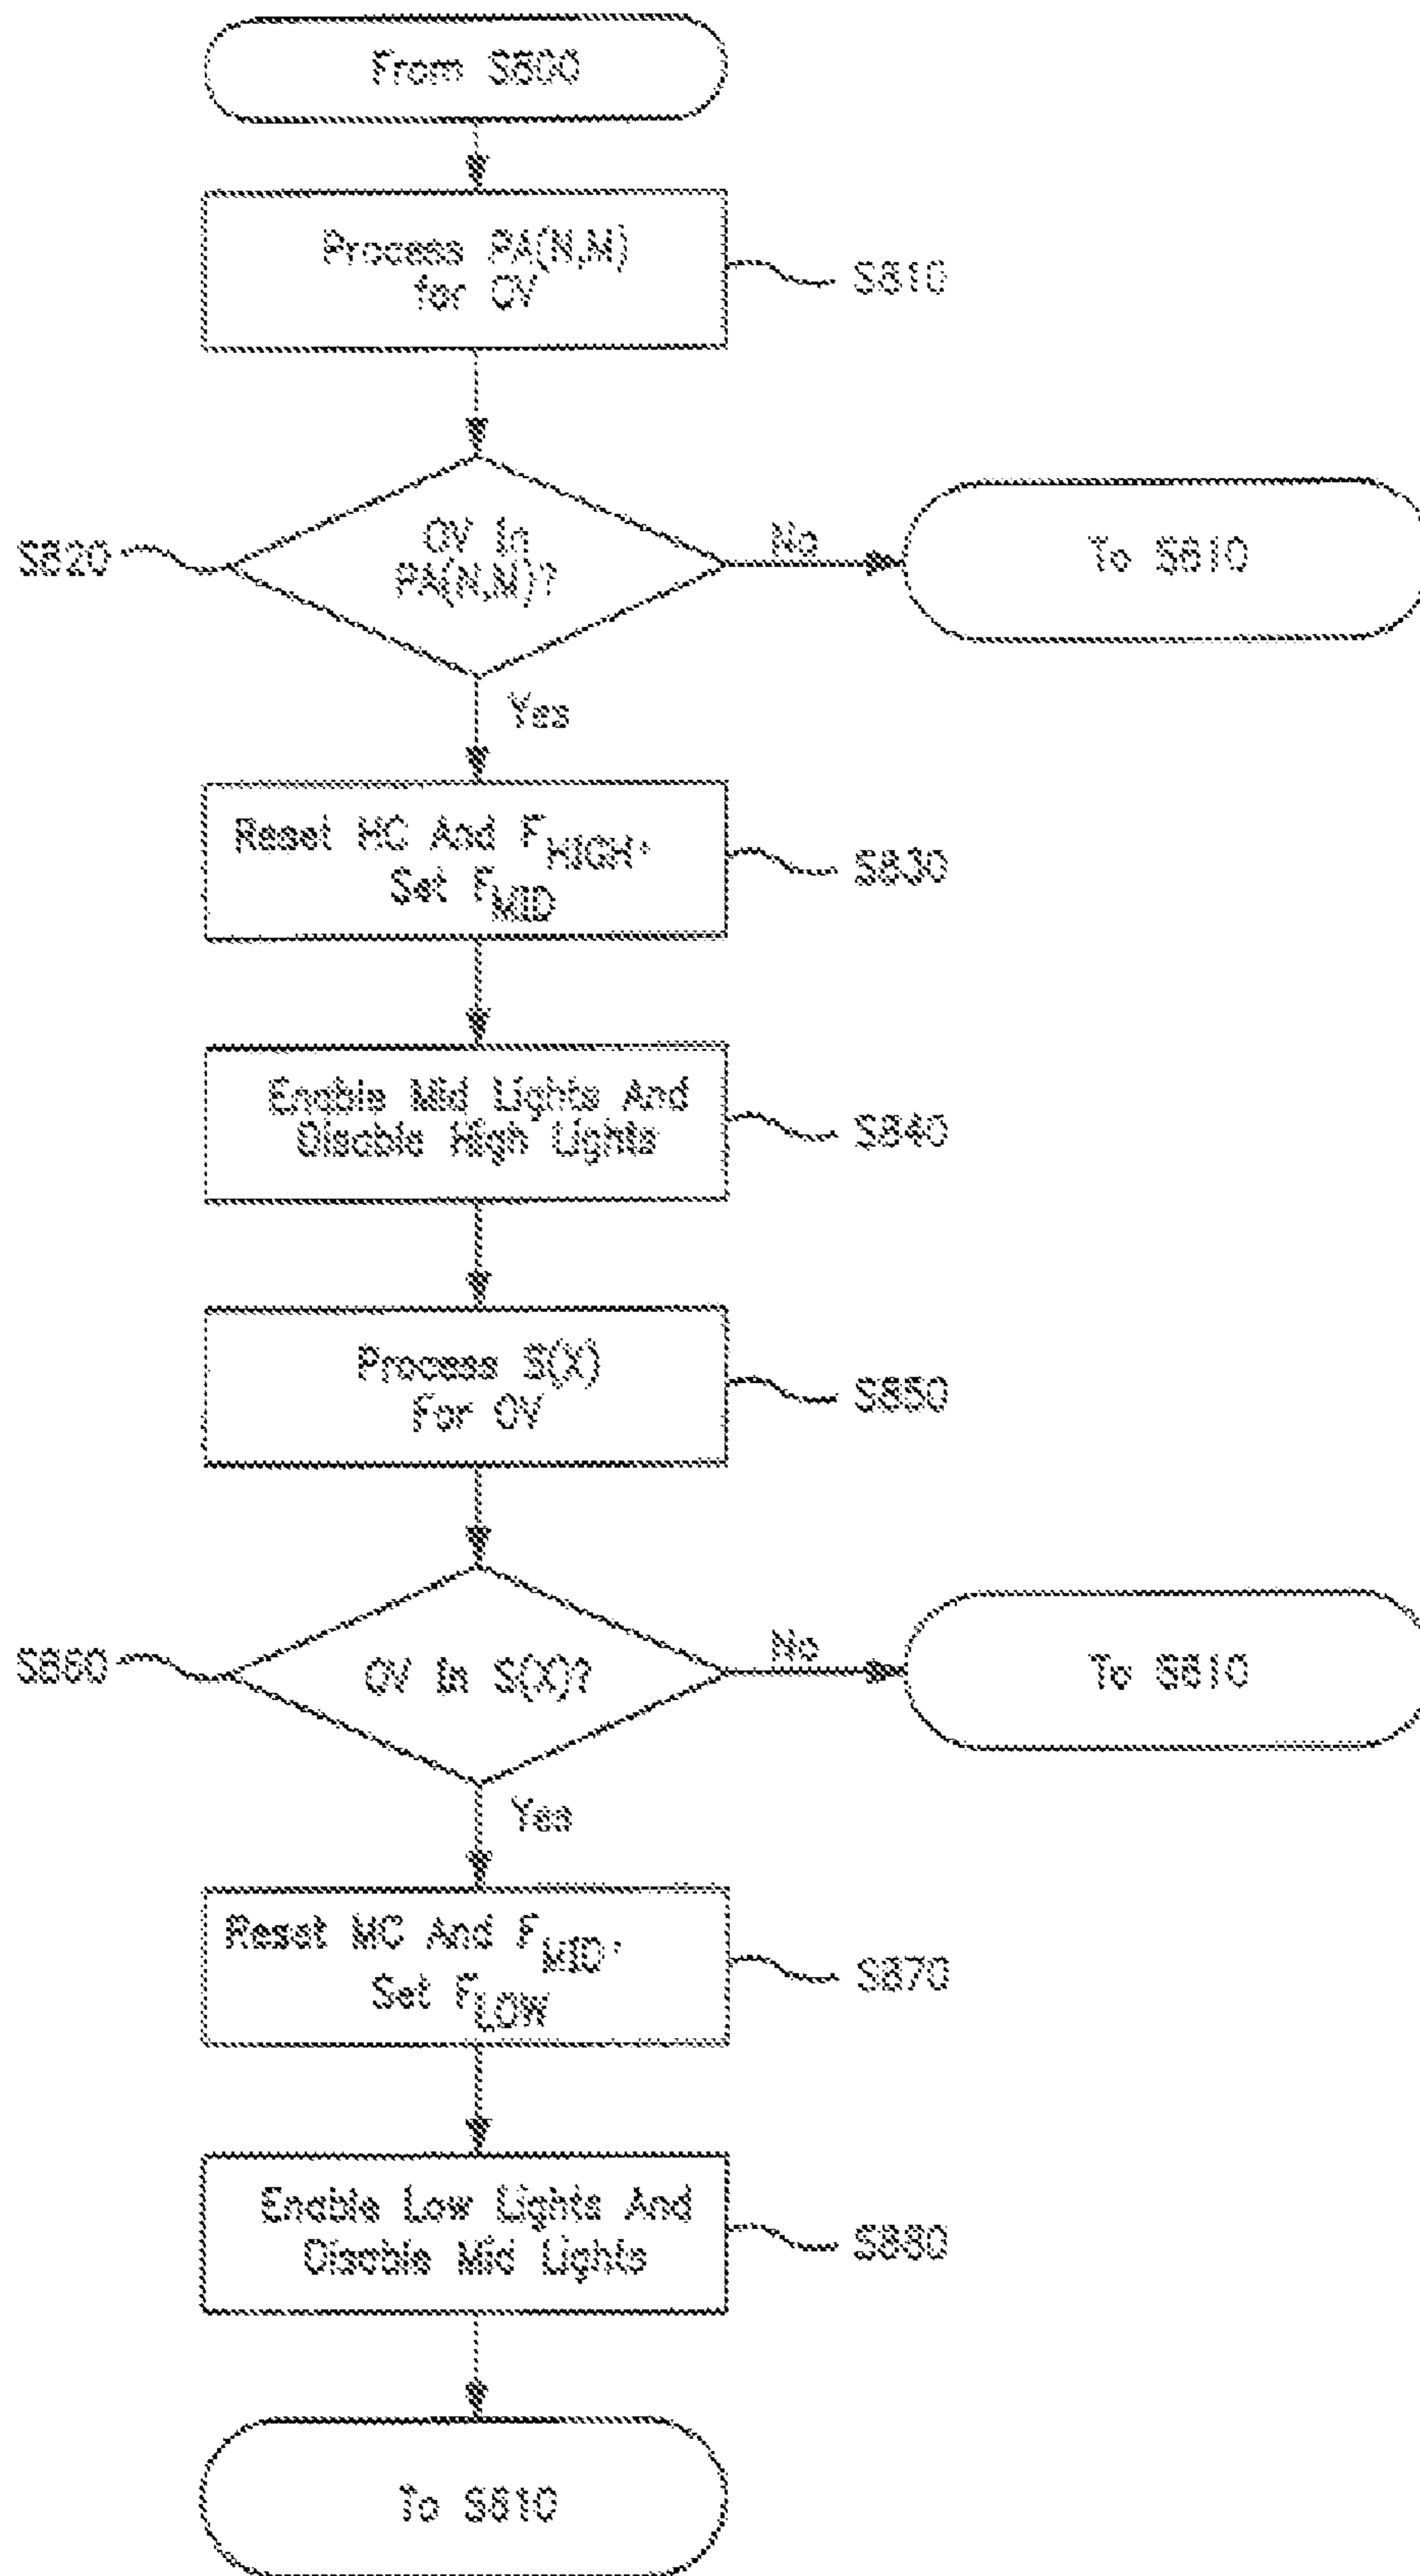 From S800
Process PA(N,M)
for OV
S810
OV In
PA(N,M)?
S820
No
To S810
Yes
Reset HC And F HIGH,
Set F MID
S830
Enable Mid Lights And
Disable High Lights
S840
Process S(X)
For OV
S850
OV In S(X)?
S860
No
To S810
Yes
Reset MC And F MID,
Set F LOW
S870
Enable Low Lights And
Disable Mid Lights
S880
To S810